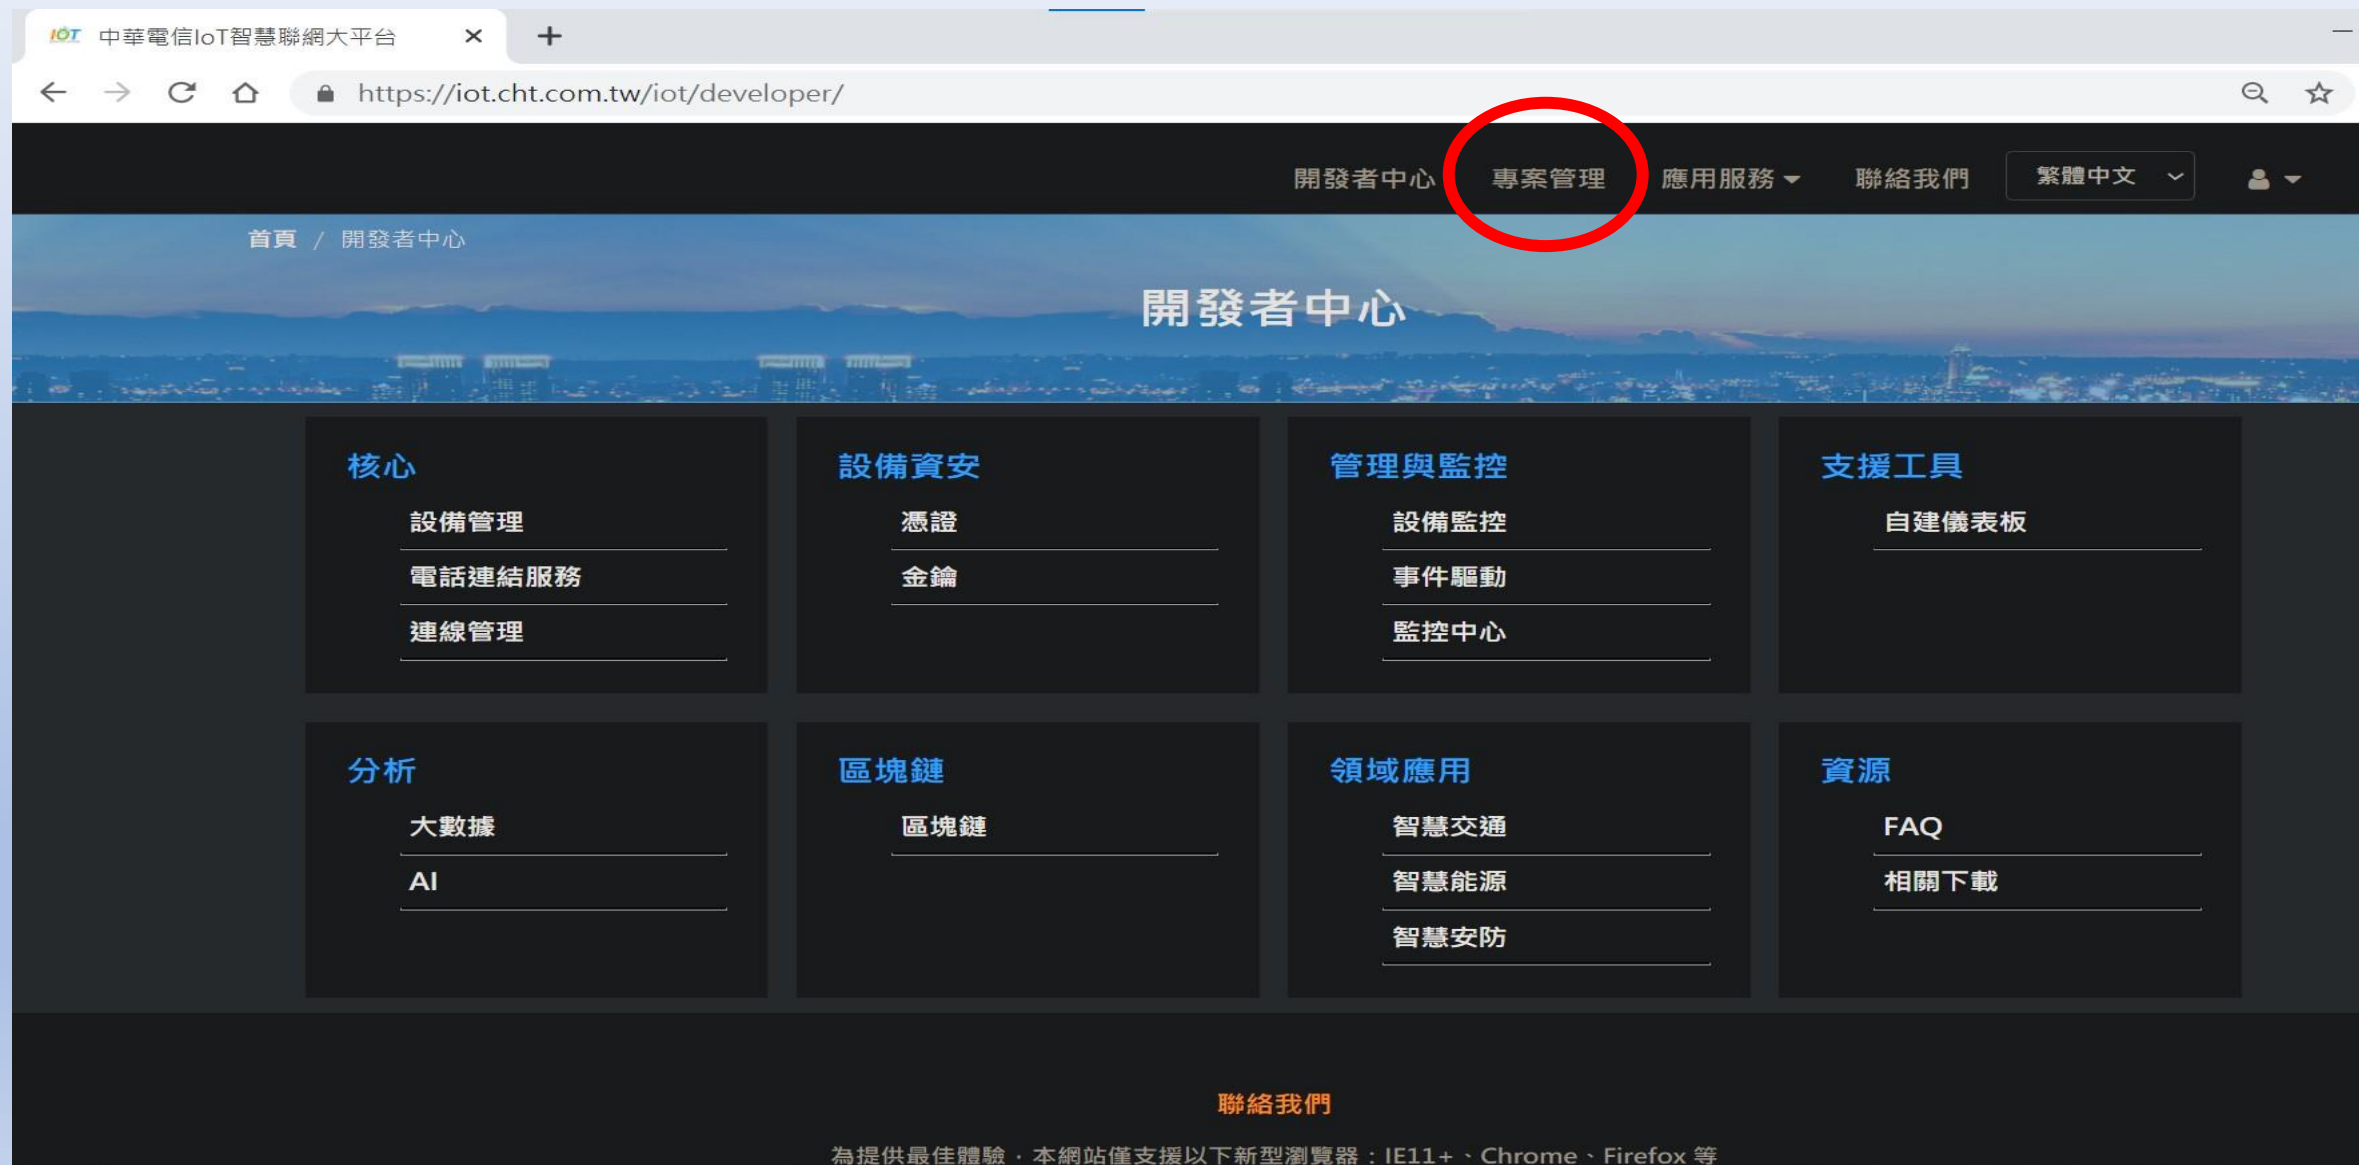 IOT 中華電信IoT智慧聯網大平台
https://iot.cht.com.tw/iot/developer/
開發者中心 專案管理 應用服務 聯絡我們 繁體中文
首頁 / 開發者中心
開發者中心
核心
設備管理
電話連結服務
連線管理
設備資安
憑證
金鑰
管理與監控
設備監控
事件驅動
監控中心
支援工具
自建儀表板
分析
大數據
AI
區塊鏈
區塊鏈
領域應用
智慧交通
智慧能源
智慧安防
資源
FAQ
相關下載
聯絡我們
為提供最佳體驗，本網站僅支援以下新型瀏覽器：IE11+、Chrome、Firefox 等